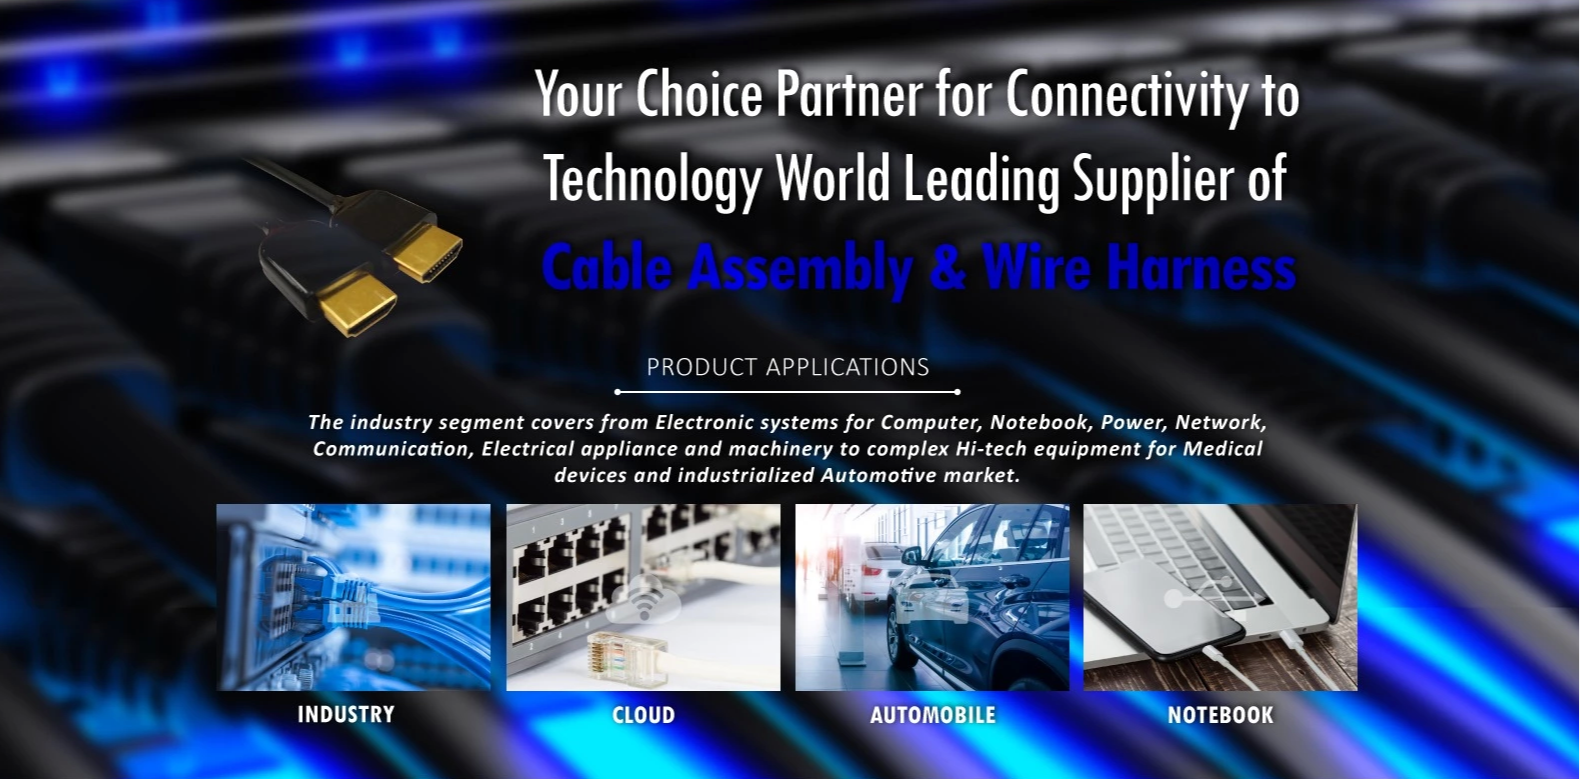 Your Choice Partner for Connectivity to
Technology World Leading Supplier of
Cable Assembly & Wire Harness
PRODUCT APPLICATIONS
The industry segment covers from Electronic systems for Computer, Notebook, Power, Network,
Communication, Electrical appliance and machinery to complex Hi-tech equipment for Medical
devices and industrialized Automotive market.
INDUSTRY
CLOUD
AUTOMOBILE
NOTEBOOK